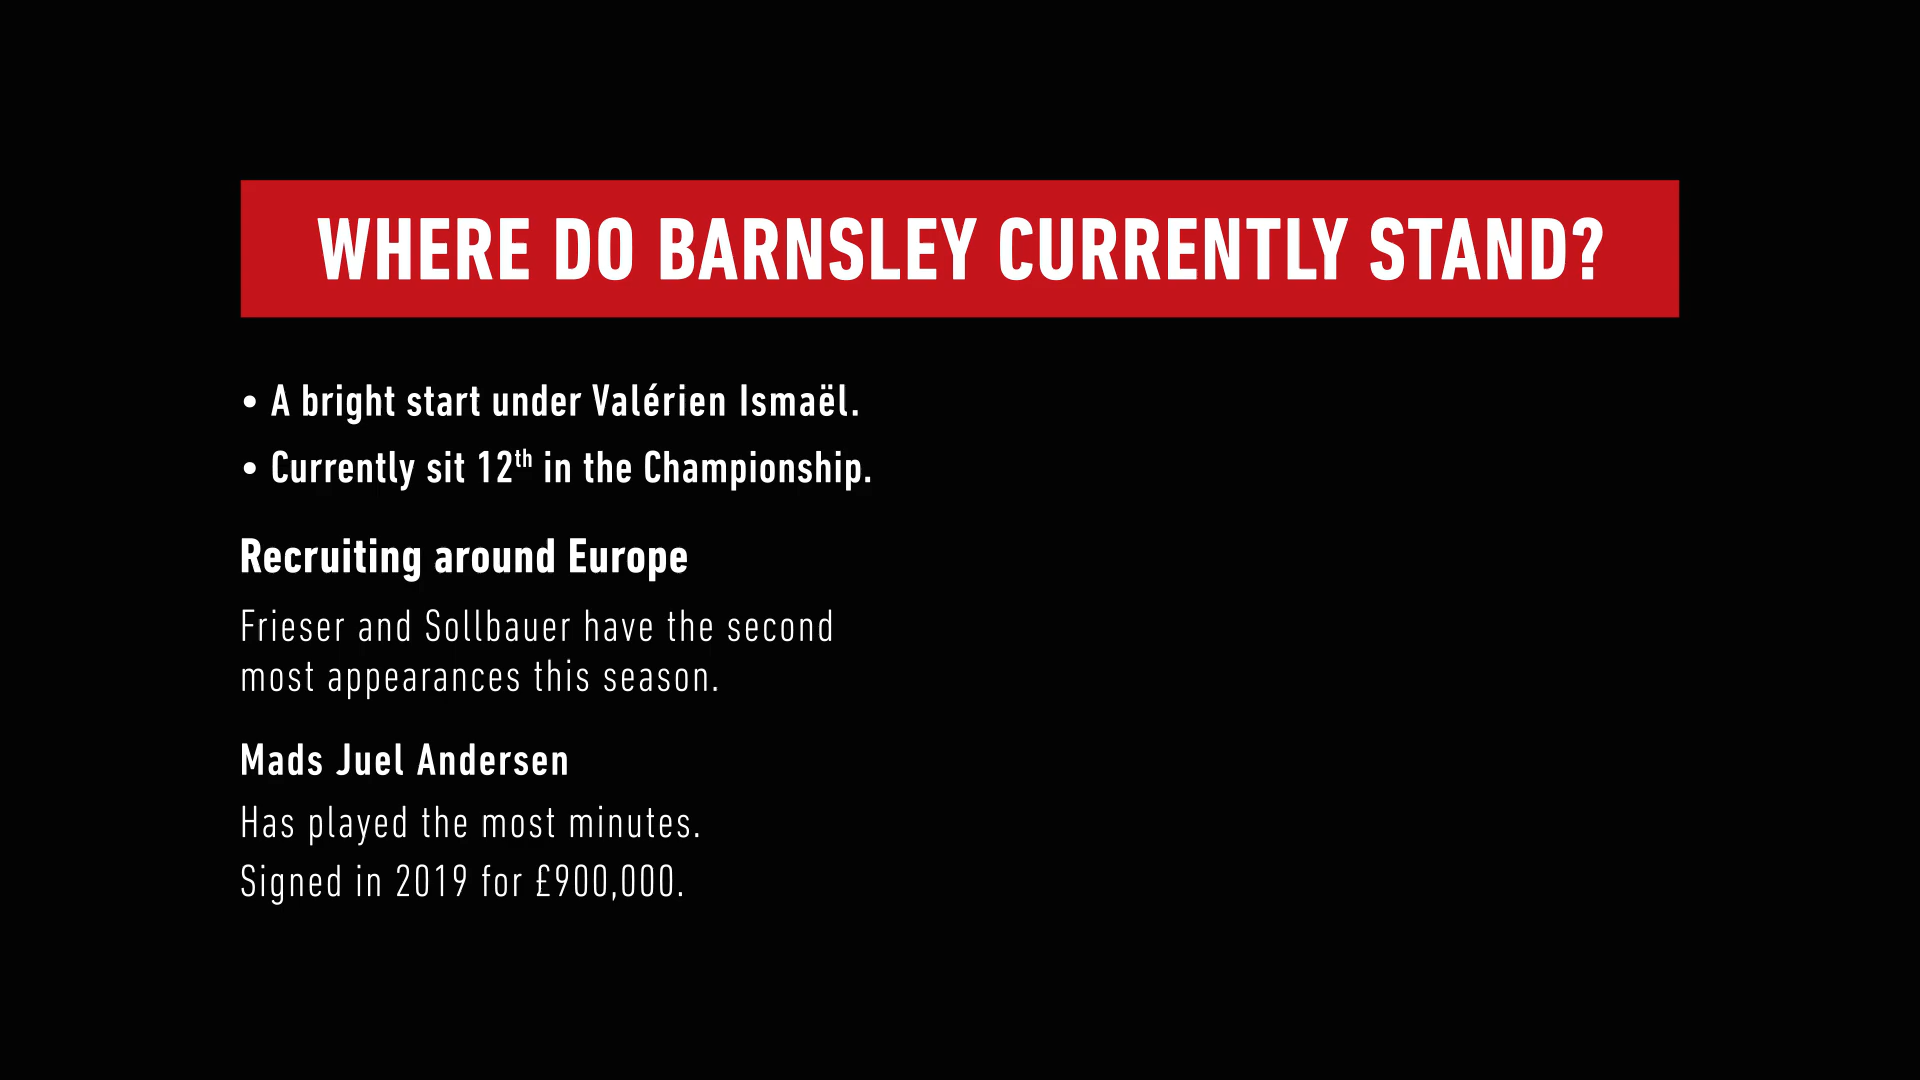 WHERE DO BARNSLEY CURRENTLY STAND?
• A bright start under Valérien Ismaël.
• Currently sit 12th in the Championship.
Recruiting around Europe
Frieser and Sollbauer have the second
most appearances this season.
Mads Juel Andersen
Has played the most minutes.
Signed in 2019 for £900,000.